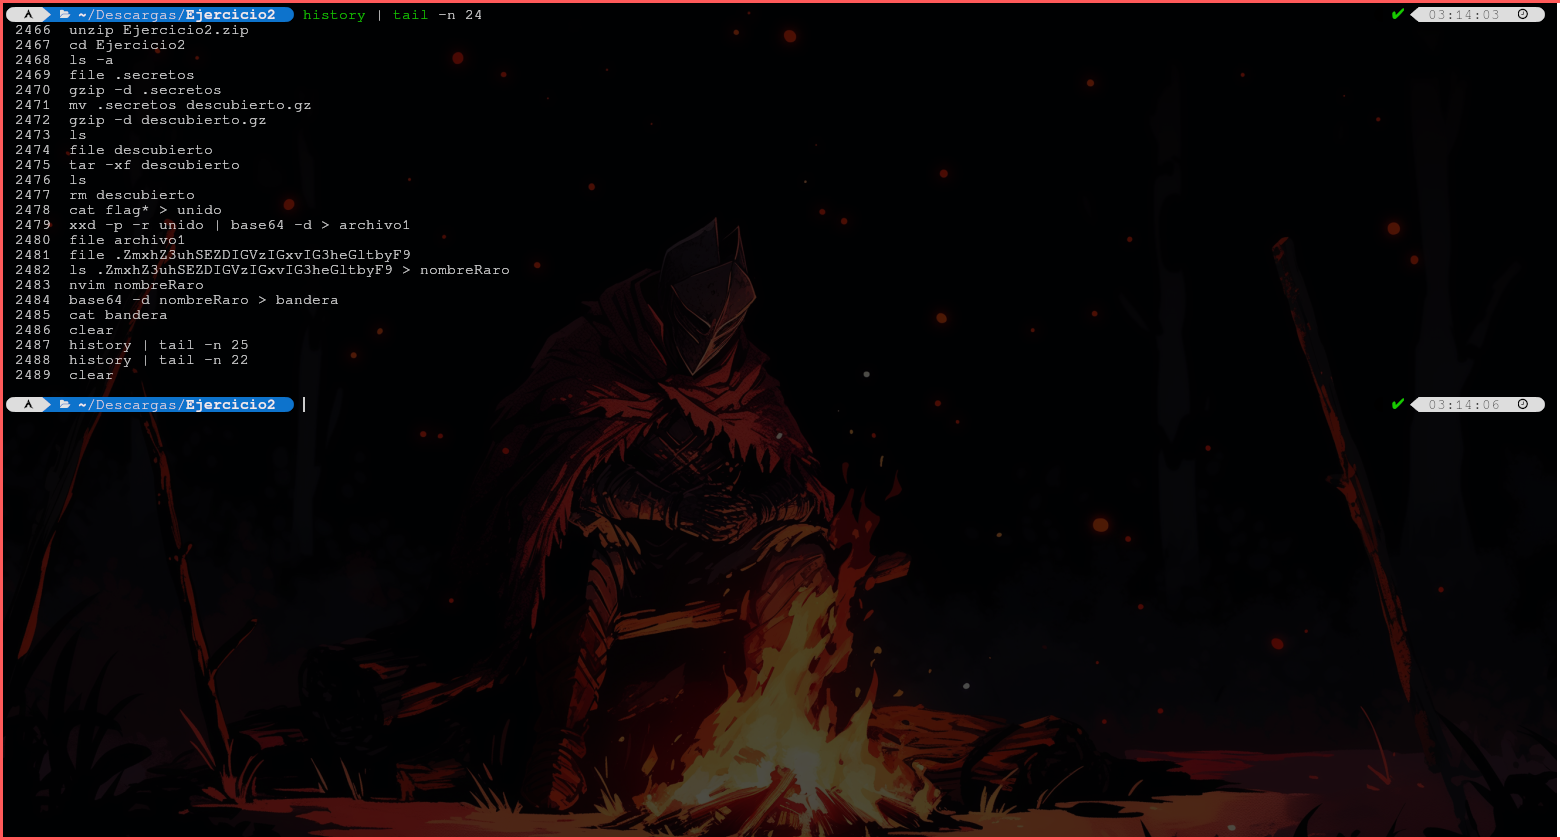 ~/Descargas/Ejercicio2 history | tail -n 24 ✔ 03:14:03
2466 unzip Ejercicio2.zip
2467 cd Ejercicio2
2468 ls -a
2469 file .secretos
2470 gzip -d .secretos
2471 mv .secretos descubierto.gz
2472 gzip -d descubierto.gz
2473 ls
2474 file descubierto
2475 tar -xf descubierto
2476 ls
2477 rm descubierto
2478 cat flag* > unido
2479 xxd -p -r unido | base64 -d > archivo1
2480 file archivo1
2481 file .ZmxhZ3uhSEZDIGVzIGxvIG3heGltbyF9
2482 ls .ZmxhZ3uhSEZDIGVzIGxvIG3heGltbyF9 > nombreRaro
2483 nvim nombreRaro
2484 base64 -d nombreRaro > bandera
2485 cat bandera
2486 clear
2487 history | tail -n 25
2488 history | tail -n 22
2489 clear
~/Descargas/Ejercicio2 ✔ 03:14:06